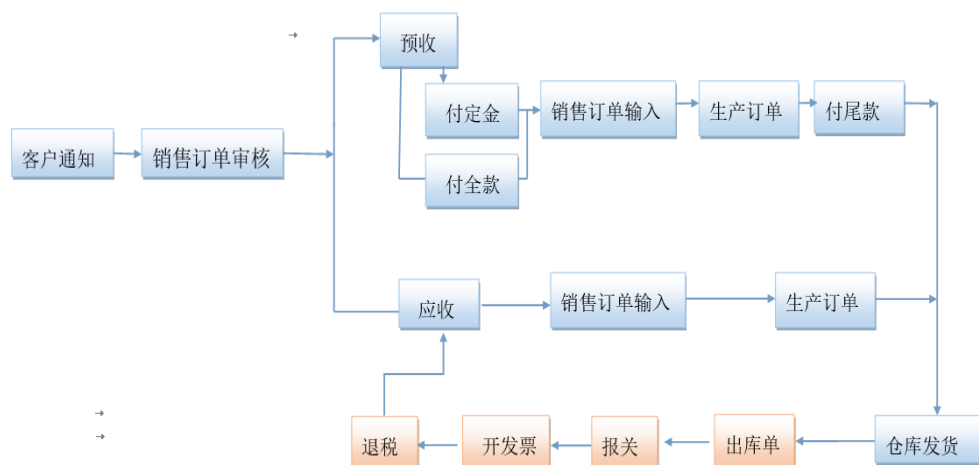 预收
付定金
销售订单输入
生产订单
付尾款
客户通知
销售订单审核
付全款
应收
销售订单输入
生产订单
退税
开发票
报关
出库单
仓库发货